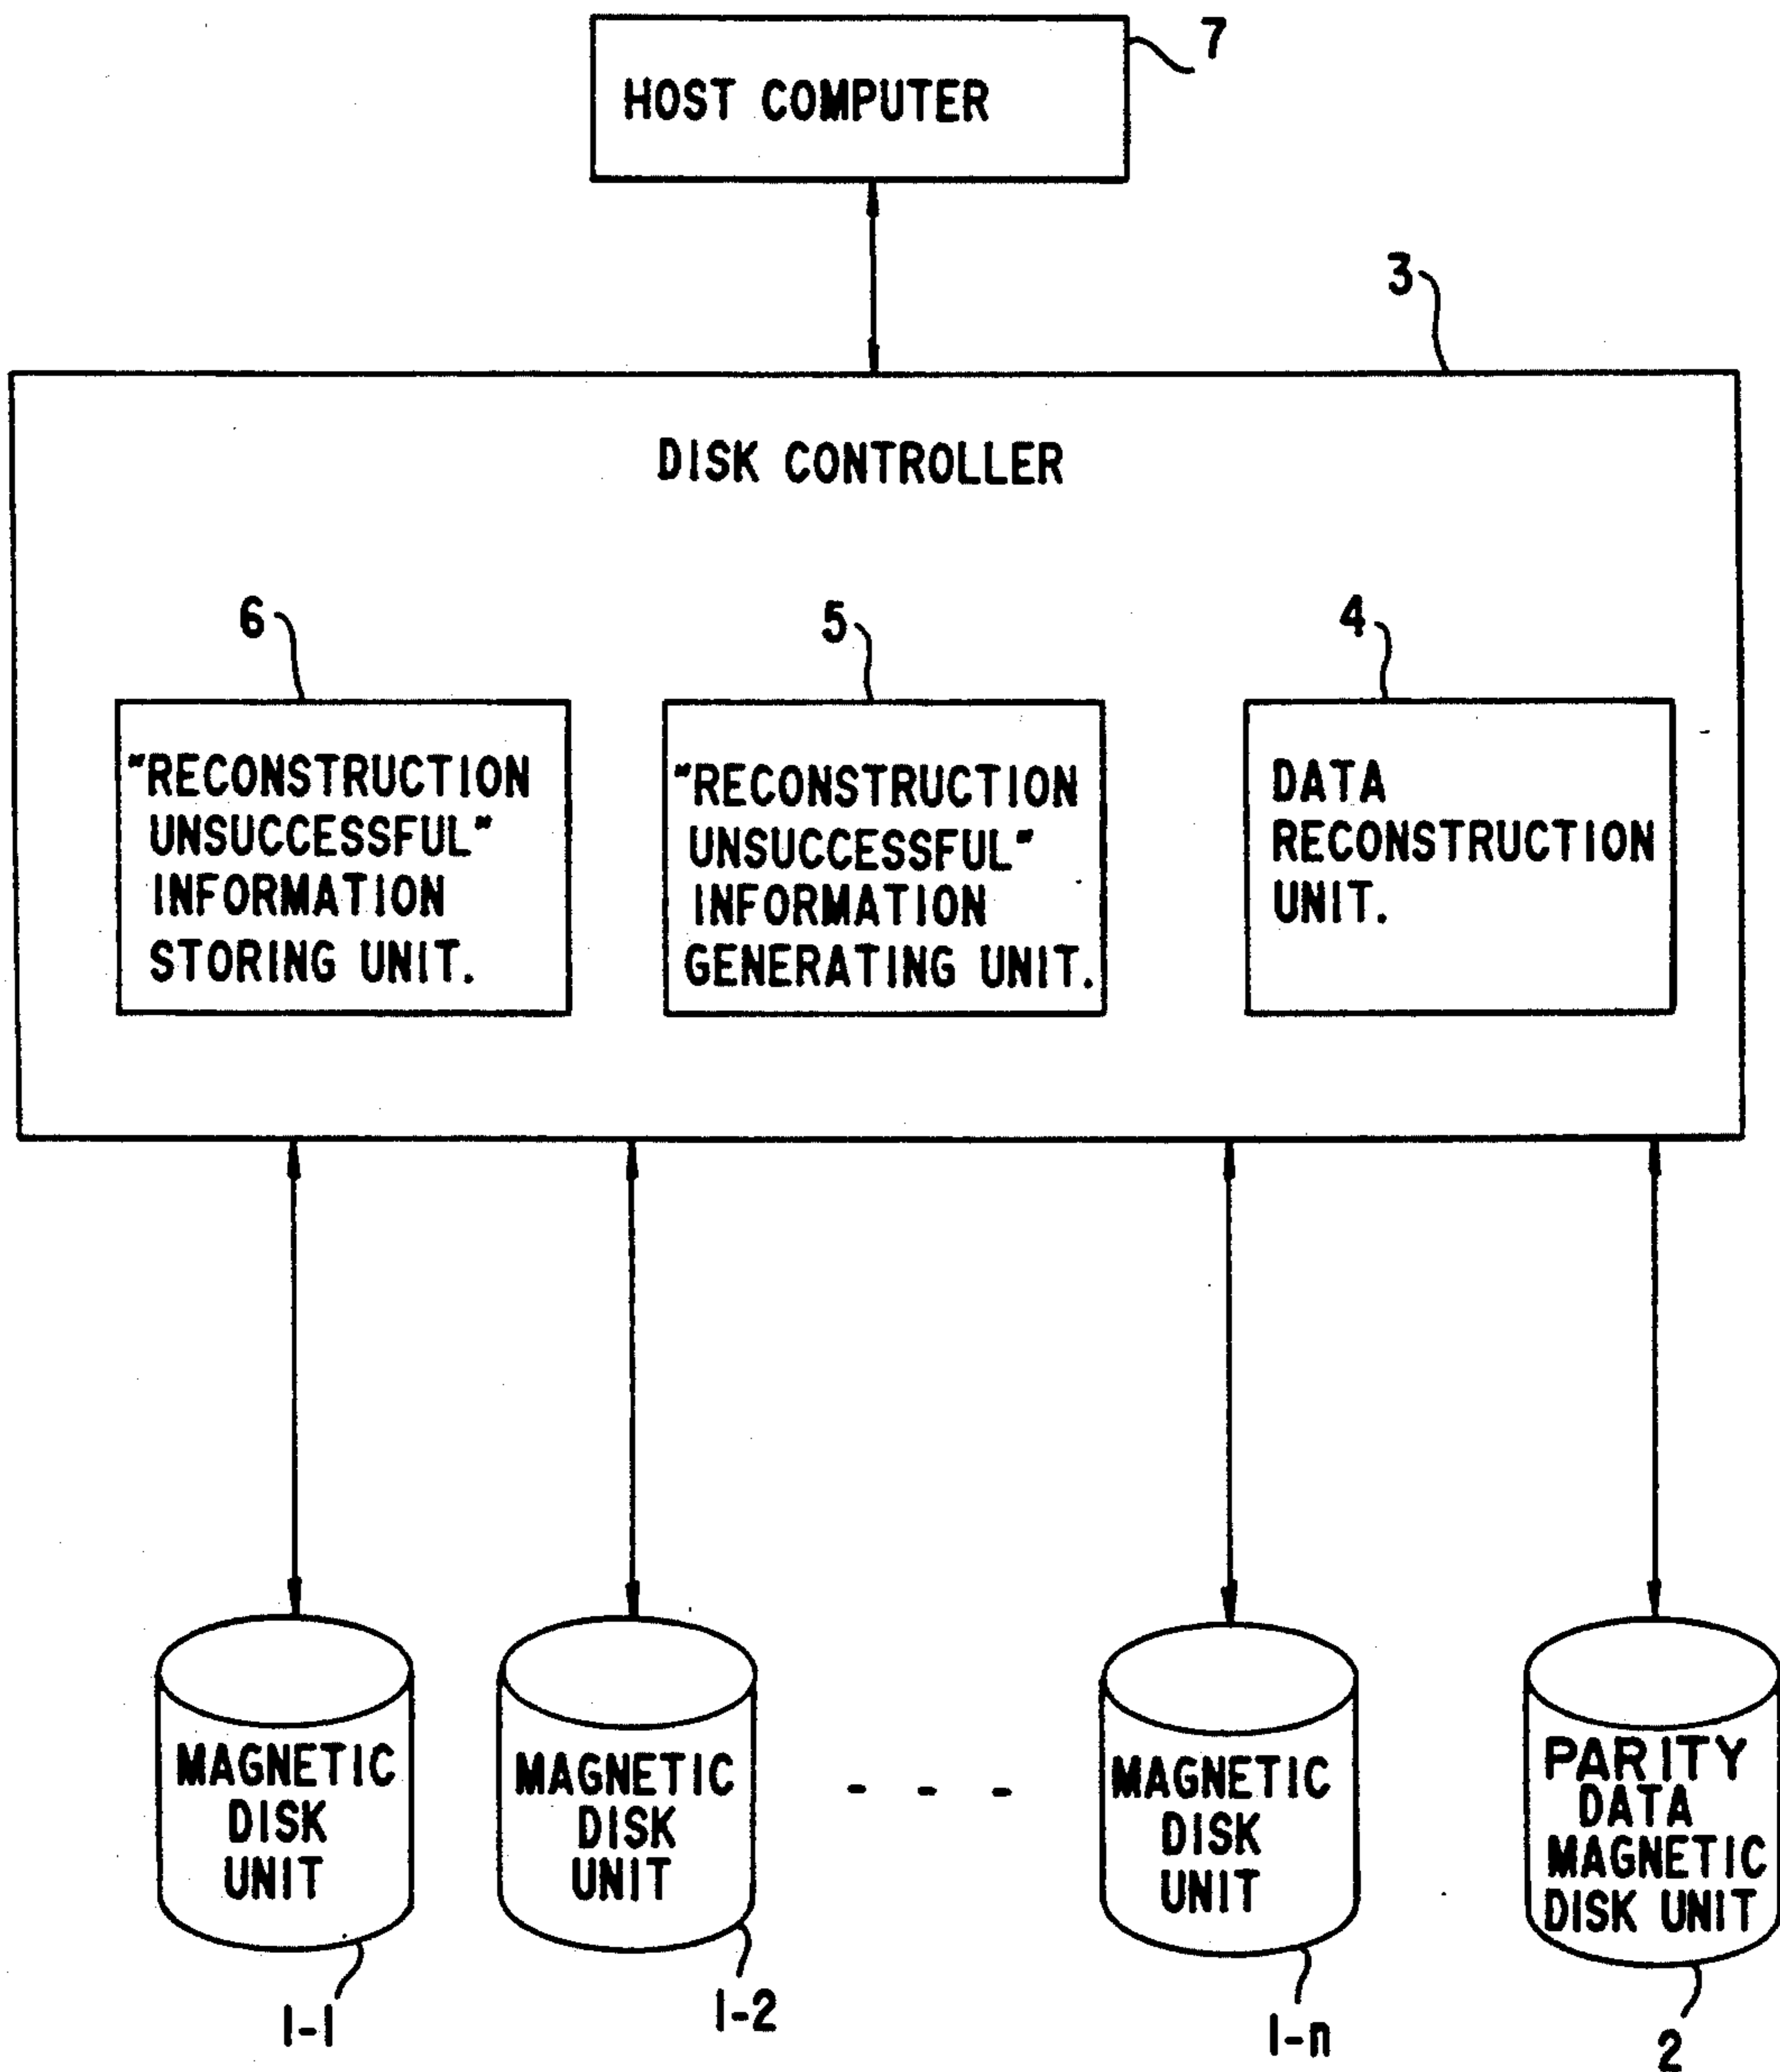 7
HOST COMPUTER
3
DISK CONTROLLER
6
5
4
"RECONSTRUCTION
UNSUCCESSFUL"
INFORMATION
STORING UNIT.
"RECONSTRUCTION
UNSUCCESSFUL"
INFORMATION
GENERATING UNIT.
DATA
RECONSTRUCTION
UNIT.
MAGNETIC
DISK
UNIT
MAGNETIC
DISK
UNIT
- - -
MAGNETIC
DISK
UNIT
PARITY
DATA
MAGNETIC
DISK UNIT
1-1
1-2
1-n
2